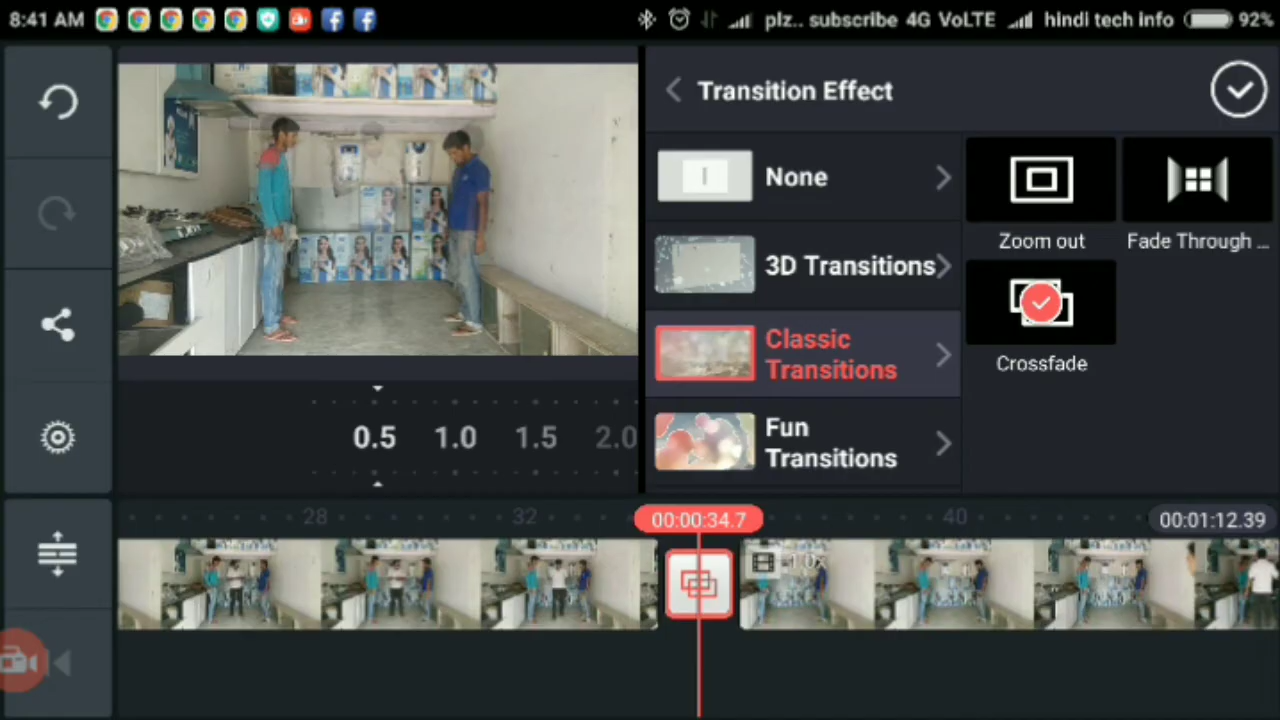 8:41 AM plz.. subscribe 4G VoLTE hindi tech info 92%
Transition Effect
None
3D Transitions
Classic
Transitions
Fun
Transitions
Zoom out
Fade Through ...
Crossfade
0.5 1.0 1.5 2.0
28 32 00:00:34.7 40 00:01:12.39
1.0x